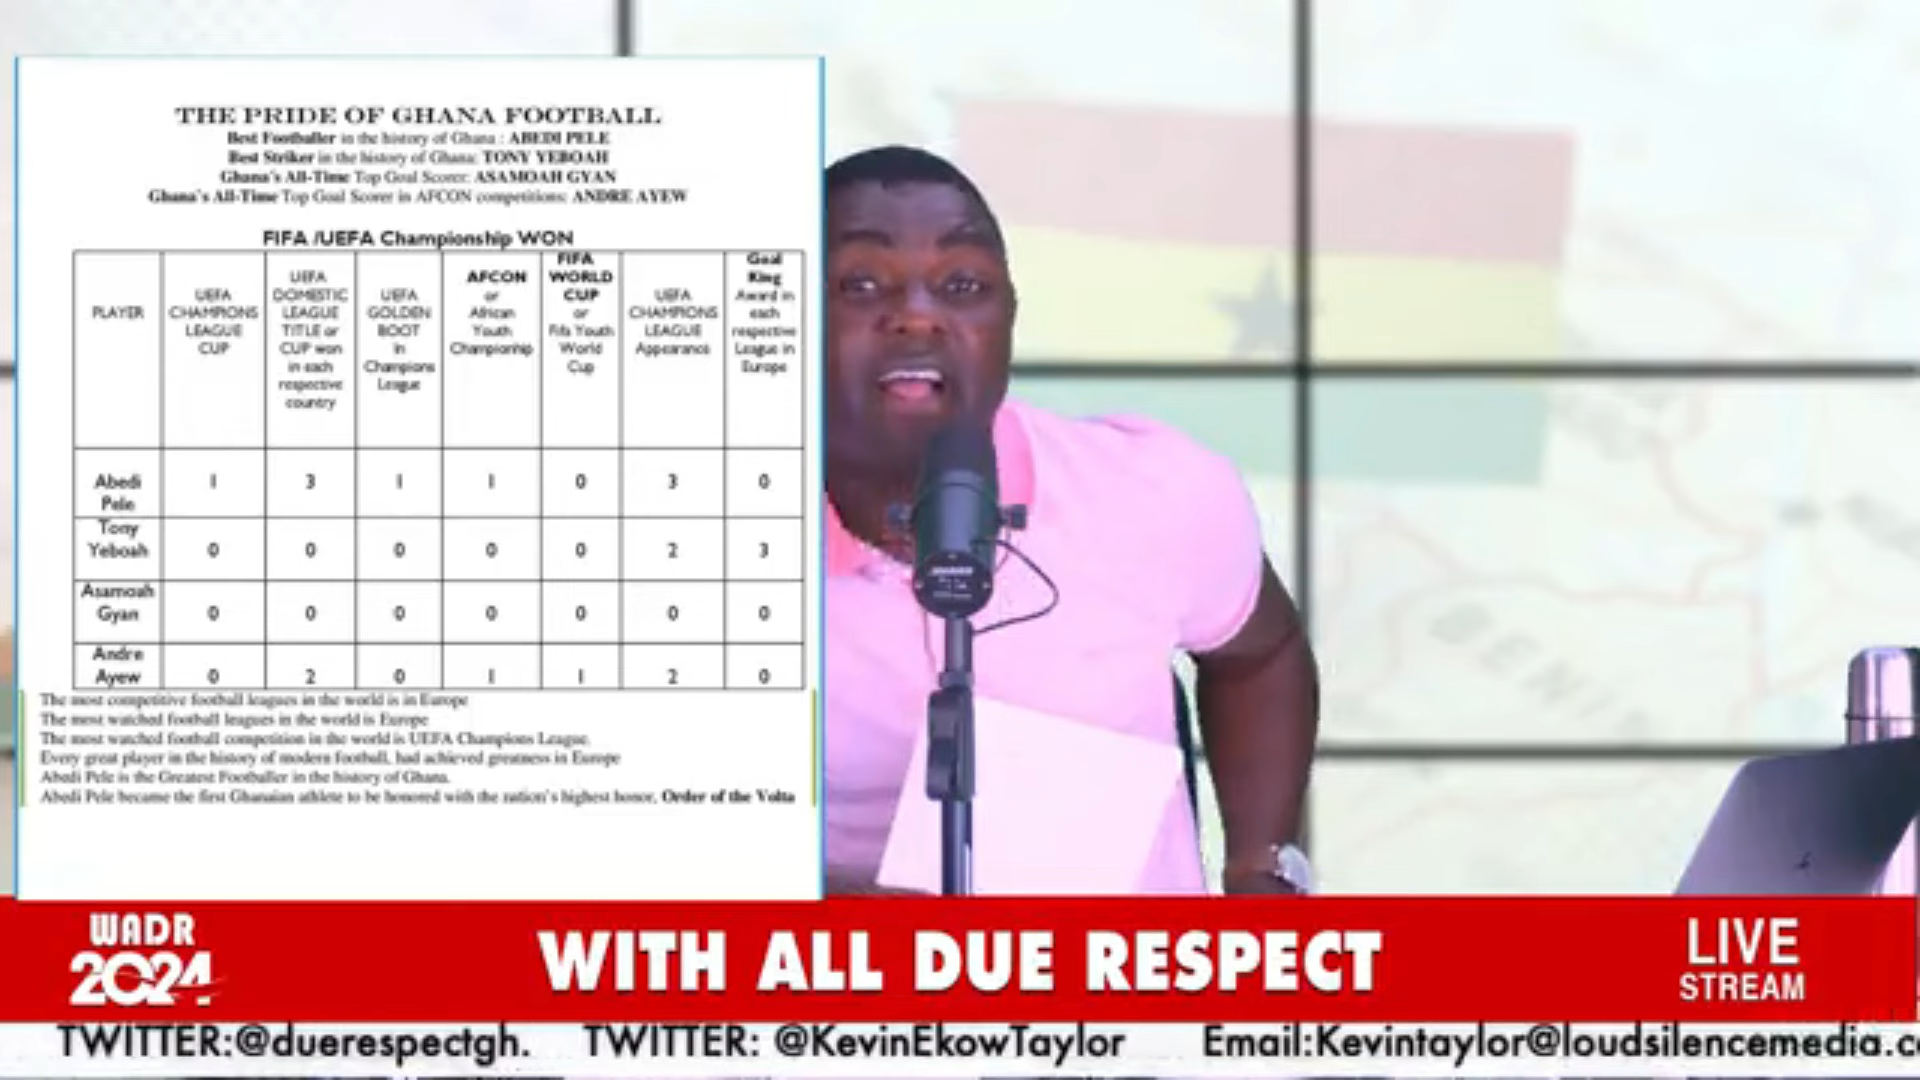 THE PRIDE OF GHANA FOOTBALL
Best Footballer in the history of Ghana : ABEDI PELE
Best Striker in the history of Ghana: TONY YEBOAH
Ghana's All-Time Top Goal Scorer: ASAMOAH GYAN
Ghana's All-Time Top Goal Scorer in AFCON competitions: ANDRE AYEW
FIFA /UEFA Championship WON
PLAYER
UEFA
CHAMPIONS
LEAGUE
CUP
UEFA
DOMESTIC
LEAGUE
TITLE or
CUP won
in each
respective
country
UEFA
GOLDEN
BOOT
In
Champions
League
AFCON
or
African
Youth
Championhip
FIFA
WORLD
CUP
or
Fifa Youth
World
Cup
UEFA
CHAMPIONS
LEAGUE
Appearance
Goal
King
Award in
each
respective
League in
Europe
Abedi
Pele
1 3 1 1 0 3 0
Tony
Yeboah
0 0 0 0 0 2 3
Asamoah
Gyan
0 0 0 0 0 0 0
Andre
Ayew
0 2 0 1 1 2 0
The most competitive football leagues in the world is in Europe
The most watched football leagues in the world is Europe
The most watched football competition in the world is UEFA Champions League.
Every great player in the history of modern football, had achieved greatness in Europe
Abedi Pele is the Greatest Footballer in the history of Ghana.
Abedi Pele became the first Ghanaian athlete to be honored with the nation's highest honor, Order of the Volta
BENIN
WADR
2024
WITH ALL DUE RESPECT
LIVE
STREAM
TWITTER:@duerespectgh. TWITTER: @KevinEkowTaylor Email:Kevintaylor@loudsilencemedia.c